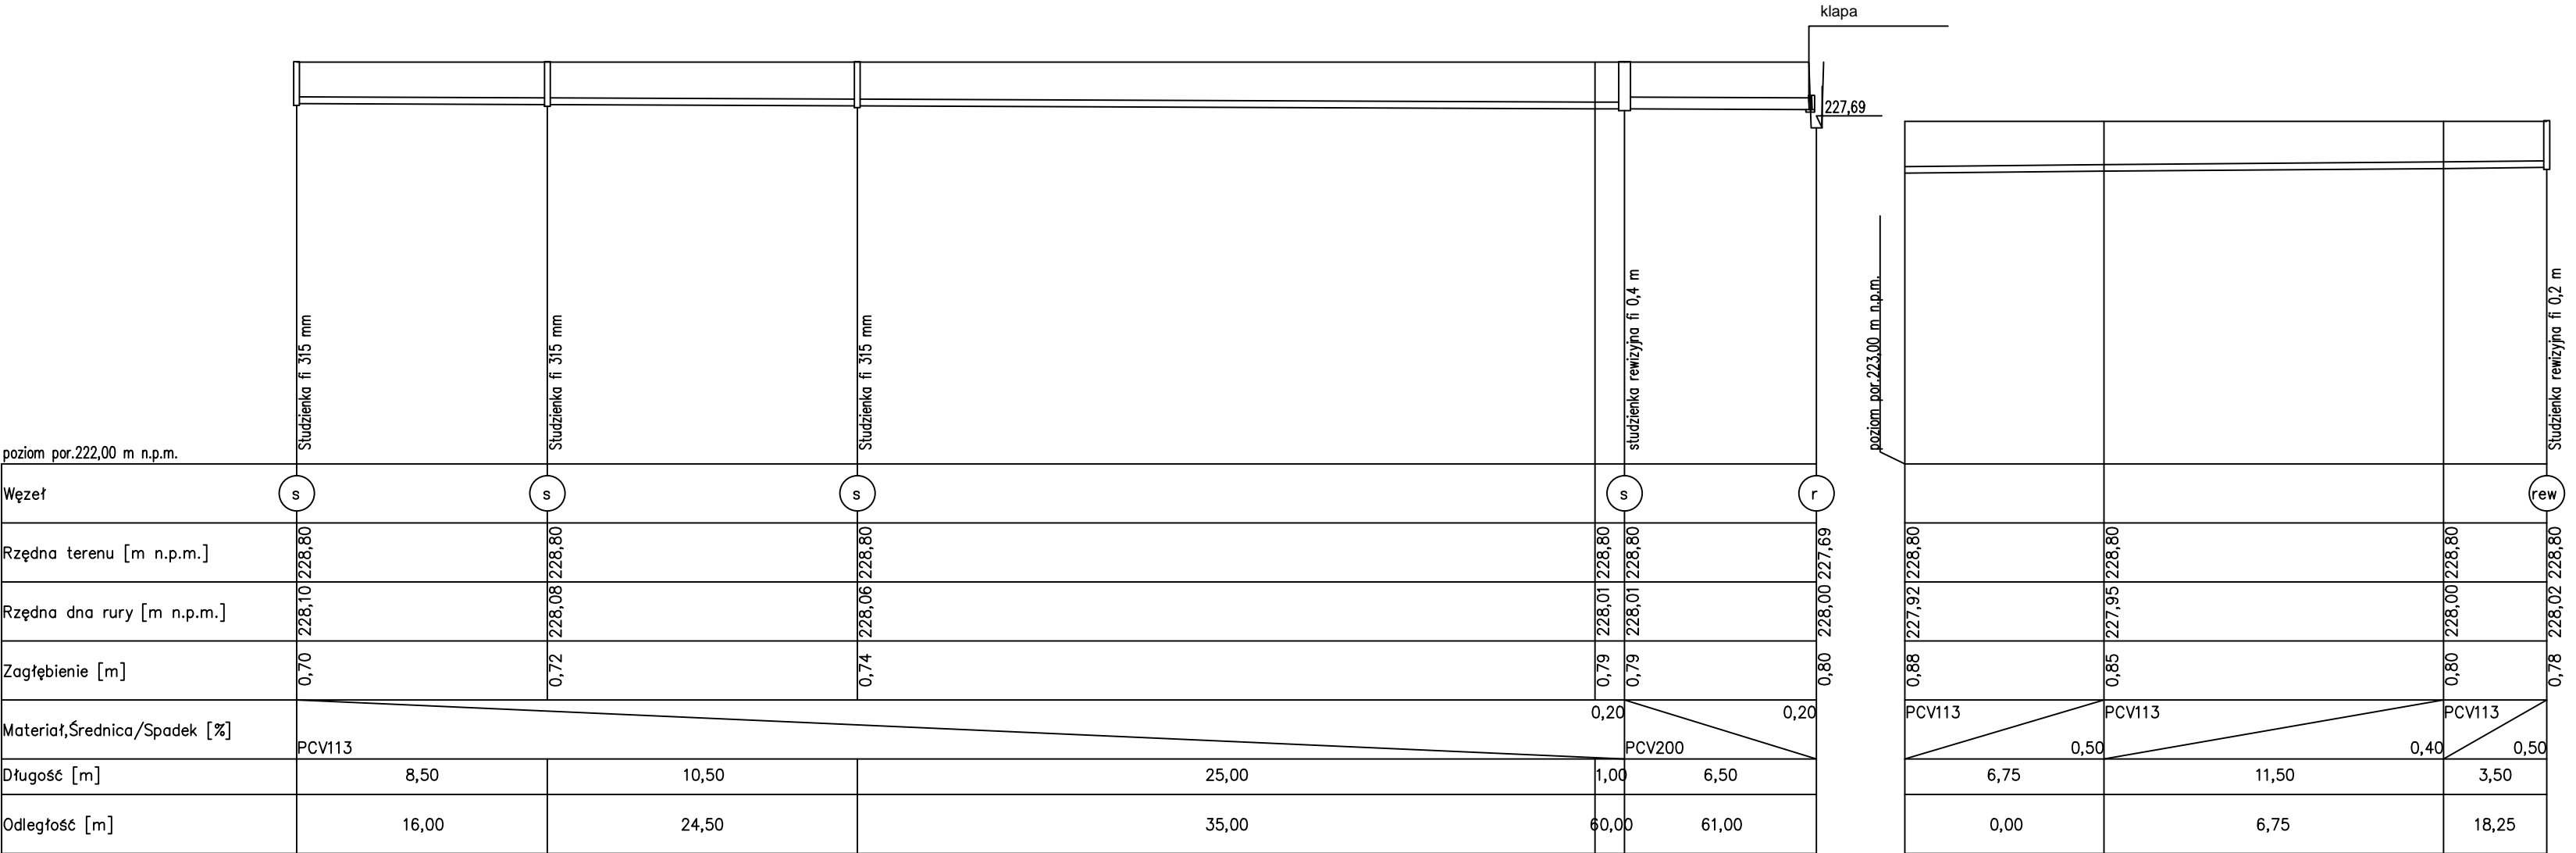 klapa
227,69
Studzienka fi 315 mm
Studzienka fi 315 mm
Studzienka fi 315 mm
studzienka rewizyjna fi 0,4 m
poziom por.223,00 m n.p.m.
Studzienka rewizyjna fi 0,2 m
poziom por.222,00 m n.p.m.
Węzeł s s s s r rew
Rzędna terenu [m n.p.m.] 228,80 228,80 228,80 228,80 228,80 227,69 228,80 228,80 228,80 228,80
Rzędna dna rury [m n.p.m.] 228,10 228,08 228,06 228,01 228,01 228,00 227,92 227,95 228,00 228,02
Zagłębienie [m] 0,70 0,72 0,74 0,79 0,79 0,80 0,88 0,85 0,80 0,78
0,20 0,20 PCV113 PCV113 PCV113
Materiał,Średnica/Spadek [%]
PCV113 PCV200 0,50 0,40 0,50
Długość [m] 8,50 10,50 25,00 1,00 6,50 6,75 11,50 3,50
Odległość [m] 16,00 24,50 35,00 60,00 61,00 0,00 6,75 18,25